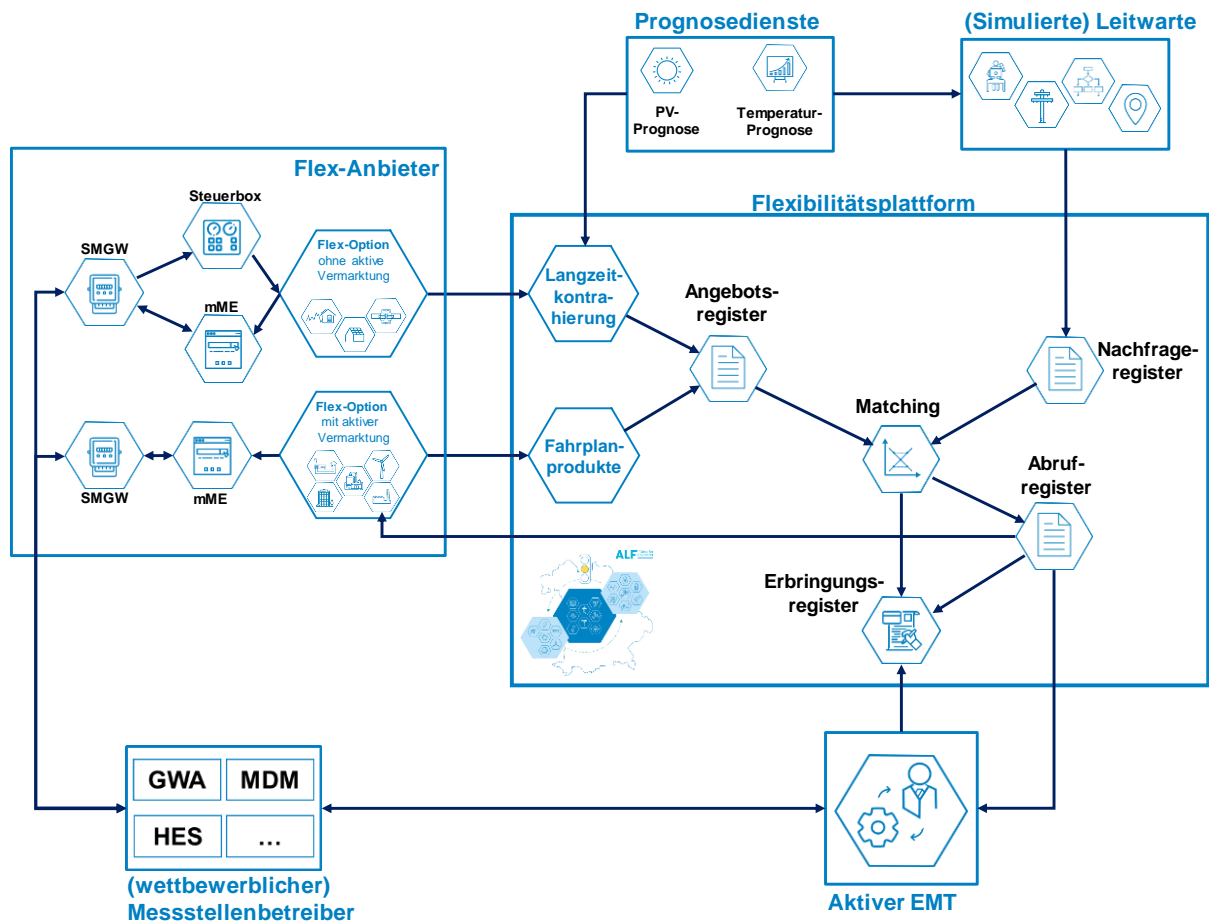 Prognosedienste
(Simulierte) Leitwarte
PV-
Prognose
Temperatur-
Prognose
Flex-Anbieter
Steuerbox
SMGW
mME
Flex-Option
ohne aktive
Vermarktung
Flex-Option
mit aktiver
Vermarktung
SMGW
mME
Flexibilitätsplattform
Langzeit-
kontra-
hierung
Angebots-
register
Nachfrage-
register
Matching
Fahrplan-
produkte
Abruf-
register
ALF
Erbringungs-
register
GWA
MDM
HES
...
(wettbewerblicher)
Messstellenbetreiber
Aktiver EMT